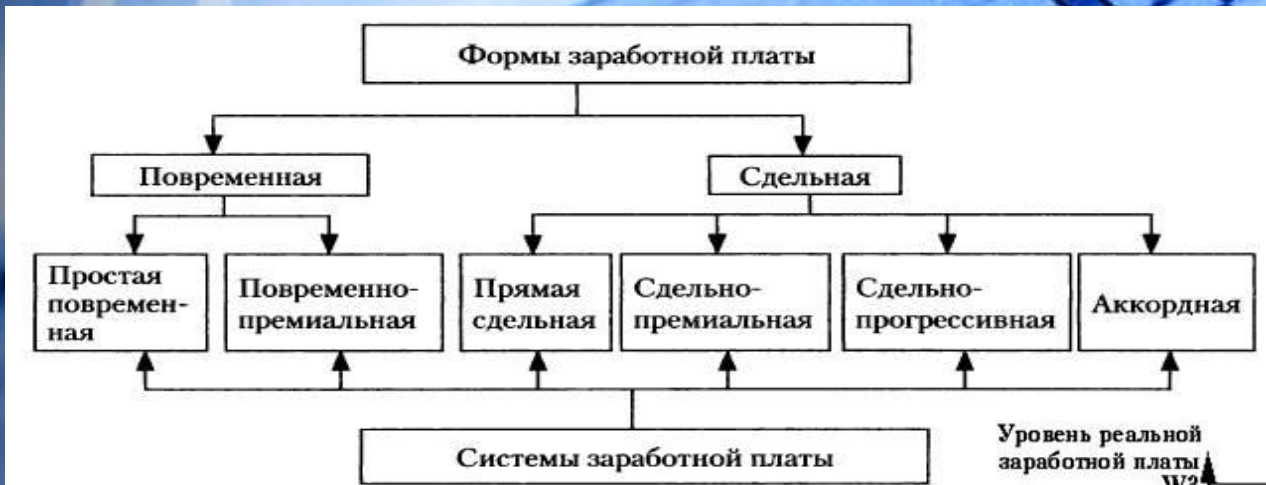 Формы заработной платы
Повременная
Сдельная
Простая
повремен-
ная
Повременно-
премиальная
Прямая
сдельная
Сдельно-
премиальная
Сдельно-
прогрессивная
Аккордная
Системы заработной платы
Уровень реальной
заработной платы
W2